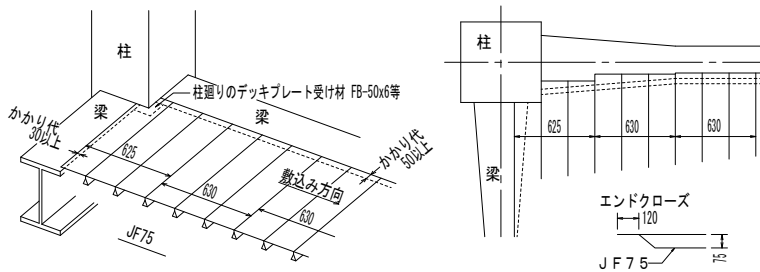 柱
柱廻りのデッキプレート受け材 FB-50x6等
梁
梁
かかり代
30以上
かかり代
50以上
625
630
630
敷込み方向
JF75
柱
625
630
630
梁
エンドクローズ
120
75
JF75